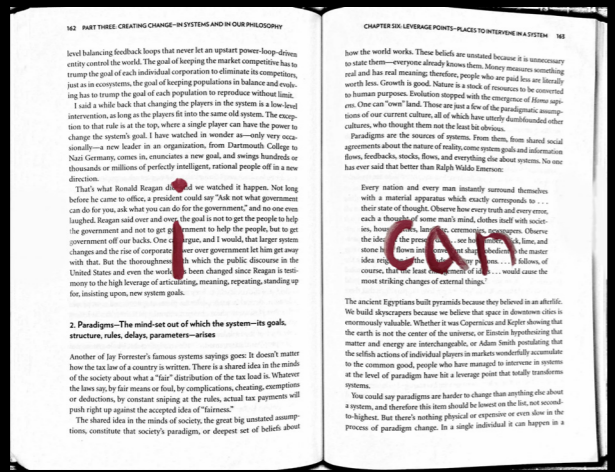 162 PART THREE: CREATING CHANGE—IN SYSTEMS AND IN OUR PHILOSOPHY
level balancing feedback loops that never let an upstart power-loop-driven
entity control the world. The goal of keeping the market competitive has to
trump the goal of each individual corporation to eliminate its competitors,
just as in ecosystems, the goal of keeping populations in balance and evolv-
ing has to trump the goal of each population to reproduce without limit.
I said a while back that changing the players in the system is a low-level
intervention, as long as the players fit into the same old system. The excep-
tion to that rule is at the top, where a single player can have the power to
change the system's goal. I have watched in wonder as—only very occa-
sionally—a new leader in an organization, from Dartmouth College to
Nazi Germany, comes in, enunciates a new goal, and swings hundreds or
thousands or millions of perfectly intelligent, rational people off in a new
direction.
That's what Ronald Reagan did and we watched it happen. Not long
before he came to office, a president could say "Ask not what government
can do for you, ask what you can do for the government," and no one even
laughed. Reagan said over and over, the goal is not to get the people to help
the government and not to get government to help the people, but to get
government off our backs. One can argue, and I would, that larger system
changes and the rise of corporate power over government let him get away
with that. But the thoroughness with which the public discourse in the
United States and even the world has been changed since Reagan is testi-
mony to the high leverage of articulating, meaning, repeating, standing up
for, insisting upon, new system goals.
2. Paradigms—The mind-set out of which the system—its goals,
structure, rules, delays, parameters—arises
Another of Jay Forrester's famous systems sayings goes: It doesn't matter
how the tax law of a country is written. There is a shared idea in the minds
of the society about what a "fair" distribution of the tax load is. Whatever
the laws say, by fair means or foul, by complications, cheating, exemptions
or deductions, by constant sniping at the rules, actual tax payments will
push right up against the accepted idea of "fairness."
The shared idea in the minds of society, the great big unstated assump-
tions, constitute that society's paradigm, or deepest set of beliefs about
i
CHAPTER SIX: LEVERAGE POINTS—PLACES TO INTERVENE IN A SYSTEM 163
how the world works. These beliefs are unstated because it is unnecessary
to state them—everyone already knows them. Money measures something
real and has real meaning; therefore, people who are paid less are literally
worth less. Growth is good. Nature is a stock of resources to be converted
to human purposes. Evolution stopped with the emergence of Homo sapi-
ens. One can "own" land. Those are just a few of the paradigmatic assump-
tions of our current culture, all of which have utterly dumbfounded other
cultures, who thought them not the least bit obvious.
Paradigms are the sources of systems. From them, from shared social
agreements about the nature of reality, come system goals and information
flows, feedbacks, stocks, flows, and everything else about systems. No one
has ever said that better than Ralph Waldo Emerson:
Every nation and every man instantly surround themselves
with a material apparatus which exactly corresponds to . . .
their state of thought. Observe how every truth and every error,
each a thought of some man's mind, clothes itself with societ-
ies, houses, language, ceremonies, newspapers. Observe
the ideas of the present day . . . see how timber, brick, lime, and
stone have flown into convenient shape, obedient to the master
idea reigning in the minds of many persons. . . . It follows, of
course, that the least enlargement of ideas . . . would cause the
most striking changes of external things.
The ancient Egyptians built pyramids because they believed in an afterlife.
We build skyscrapers because we believe that space in downtown cities is
enormously valuable. Whether it was Copernicus and Kepler showing that
the earth is not the center of the universe, or Einstein hypothesizing that
matter and energy are interchangeable, or Adam Smith postulating that
the selfish actions of individual players in markets wonderfully accumulate
to the common good, people who have managed to intervene in systems
at the level of paradigm have hit a leverage point that totally transforms
systems.
You could say paradigms are harder to change than anything else about
a system, and therefore this item should be lowest on the list, not second-
to-highest. But there's nothing physical or expensive or even slow in the
process of paradigm change. In a single individual it can happen in a
can